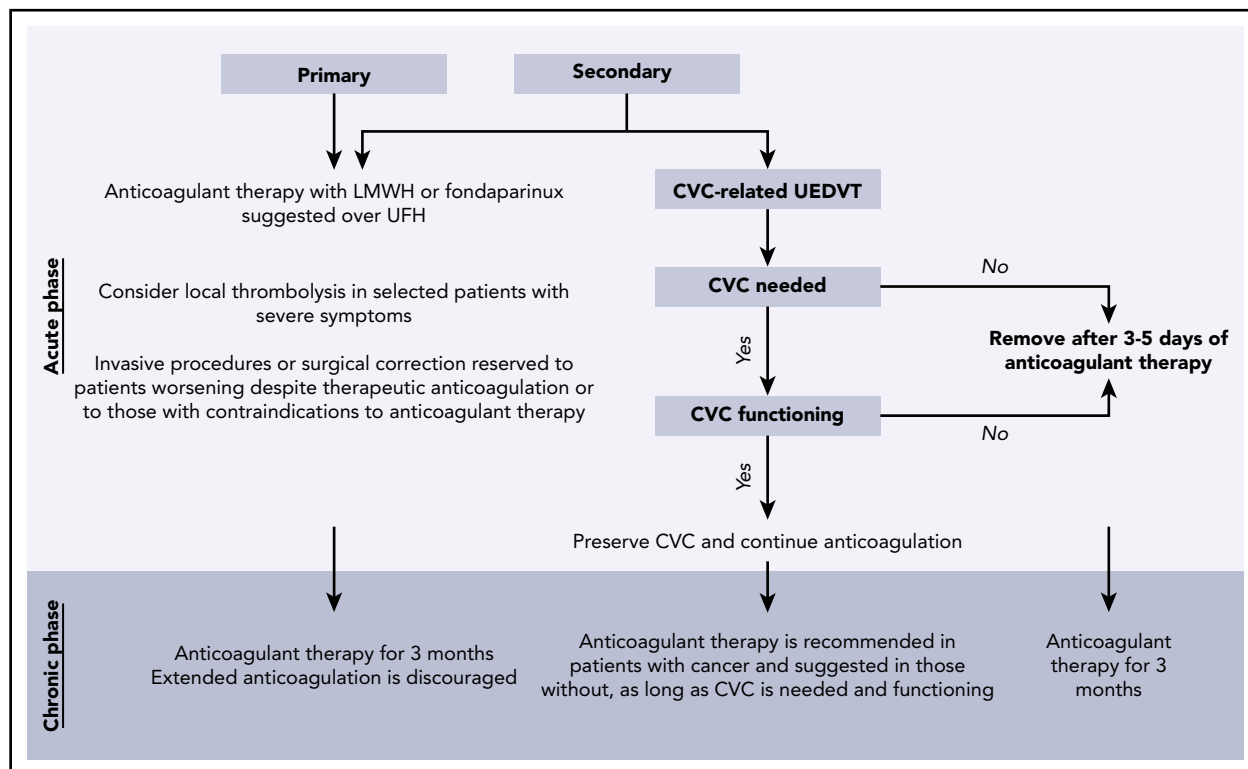 Primary
Secondary
Acute phase
Anticoagulant therapy with LMWH or fondaparinux
suggested over UFH
Consider local thrombolysis in selected patients with
severe symptoms
Invasive procedures or surgical correction reserved to
patients worsening despite therapeutic anticoagulation or
to those with contraindications to anticoagulant therapy
CVC-related UEDVT
CVC needed
No
Yes
Remove after 3-5 days of
anticoagulant therapy
CVC functioning
No
Yes
Preserve CVC and continue anticoagulation
Chronic phase
Anticoagulant therapy for 3 months
Extended anticoagulation is discouraged
Anticoagulant therapy is recommended in
patients with cancer and suggested in those
without, as long as CVC is needed and functioning
Anticoagulant
therapy for 3
months